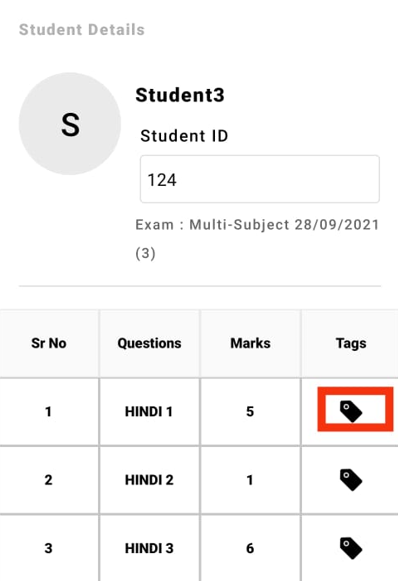 Student Details
S
Student3
Student ID
124
Exam : Multi-Subject 28/09/2021
(3)
Sr No Questions Marks Tags
1 HINDI 1 5
2 HINDI 2 1
3 HINDI 3 6